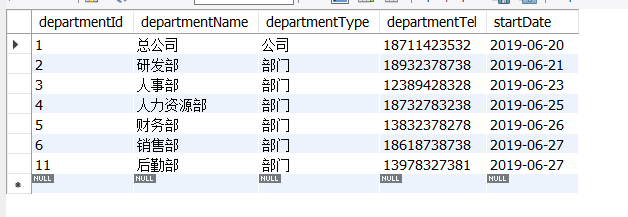 departmentId departmentName departmentType departmentTel startDate
1 总公司 公司 18711423532 2019-06-20
2 研发部 部门 18932378738 2019-06-21
3 人事部 部门 12389428328 2019-06-23
4 人力资源部 部门 18732783238 2019-06-25
5 财务部 部门 13832378278 2019-06-26
6 销售部 部门 18618738738 2019-06-27
11 后勤部 部门 13978327381 2019-06-27
NULL NULL NULL NULL NULL